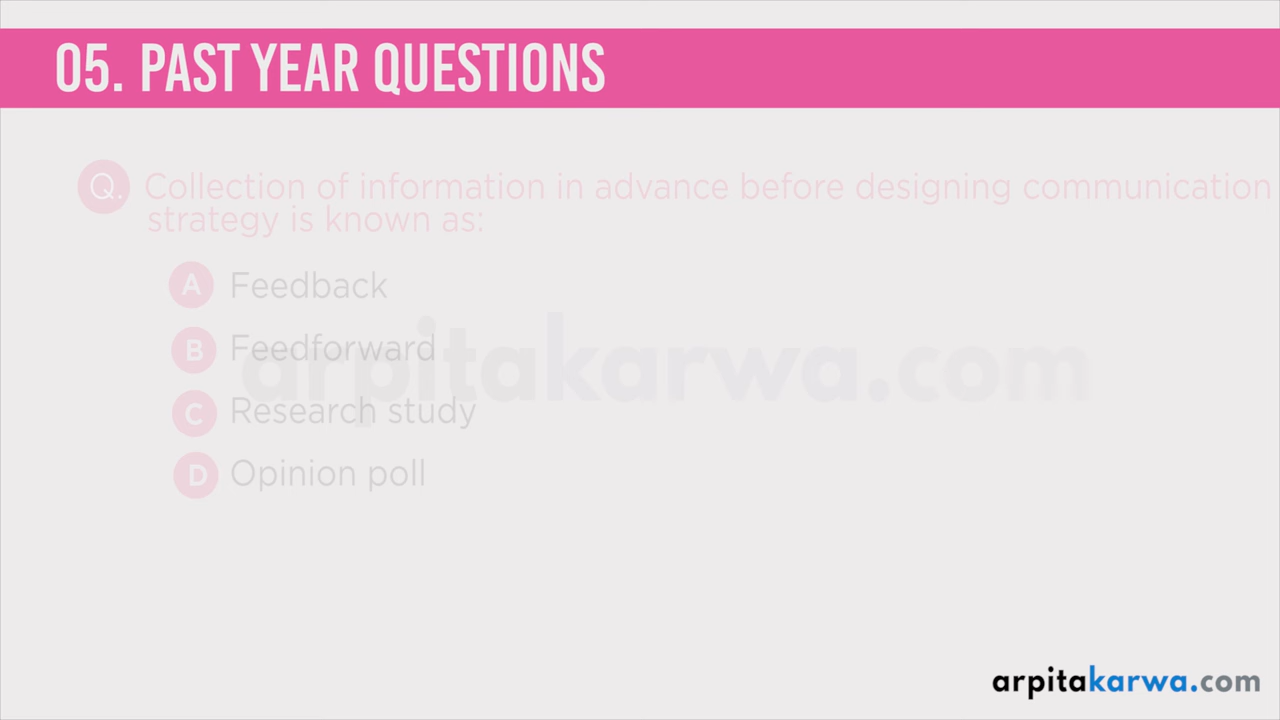 05. PAST YEAR QUESTIONS
Q. Collection of information in advance before designing communication
strategy is known as:
A Feedback
B Feedforward
C Research study
D Opinion poll
arpitakarwa.com
arpitakarwa.com